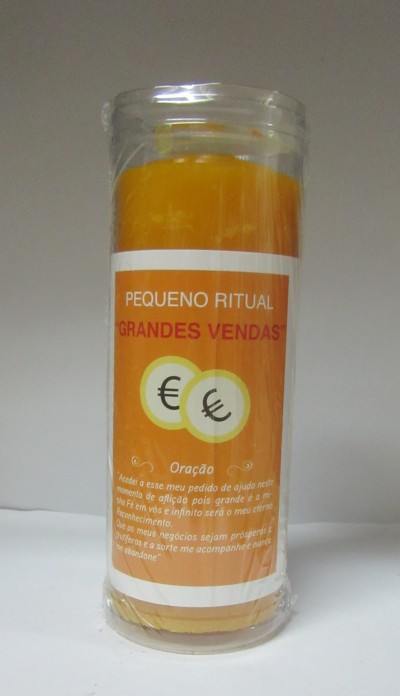 PEQUENO RITUAL
"GRANDES VENDAS"
€ €
Oração
"Acedei a esse meu pedido de ajuda neste
momento de aflição pois grande é a mi-
nha Fé em vós e infinito será o meu eterno
Reconhecimento.
Que os meus negócios sejam prósperos e
frutíferos e a sorte me acompanhe e nunca
me abandone"